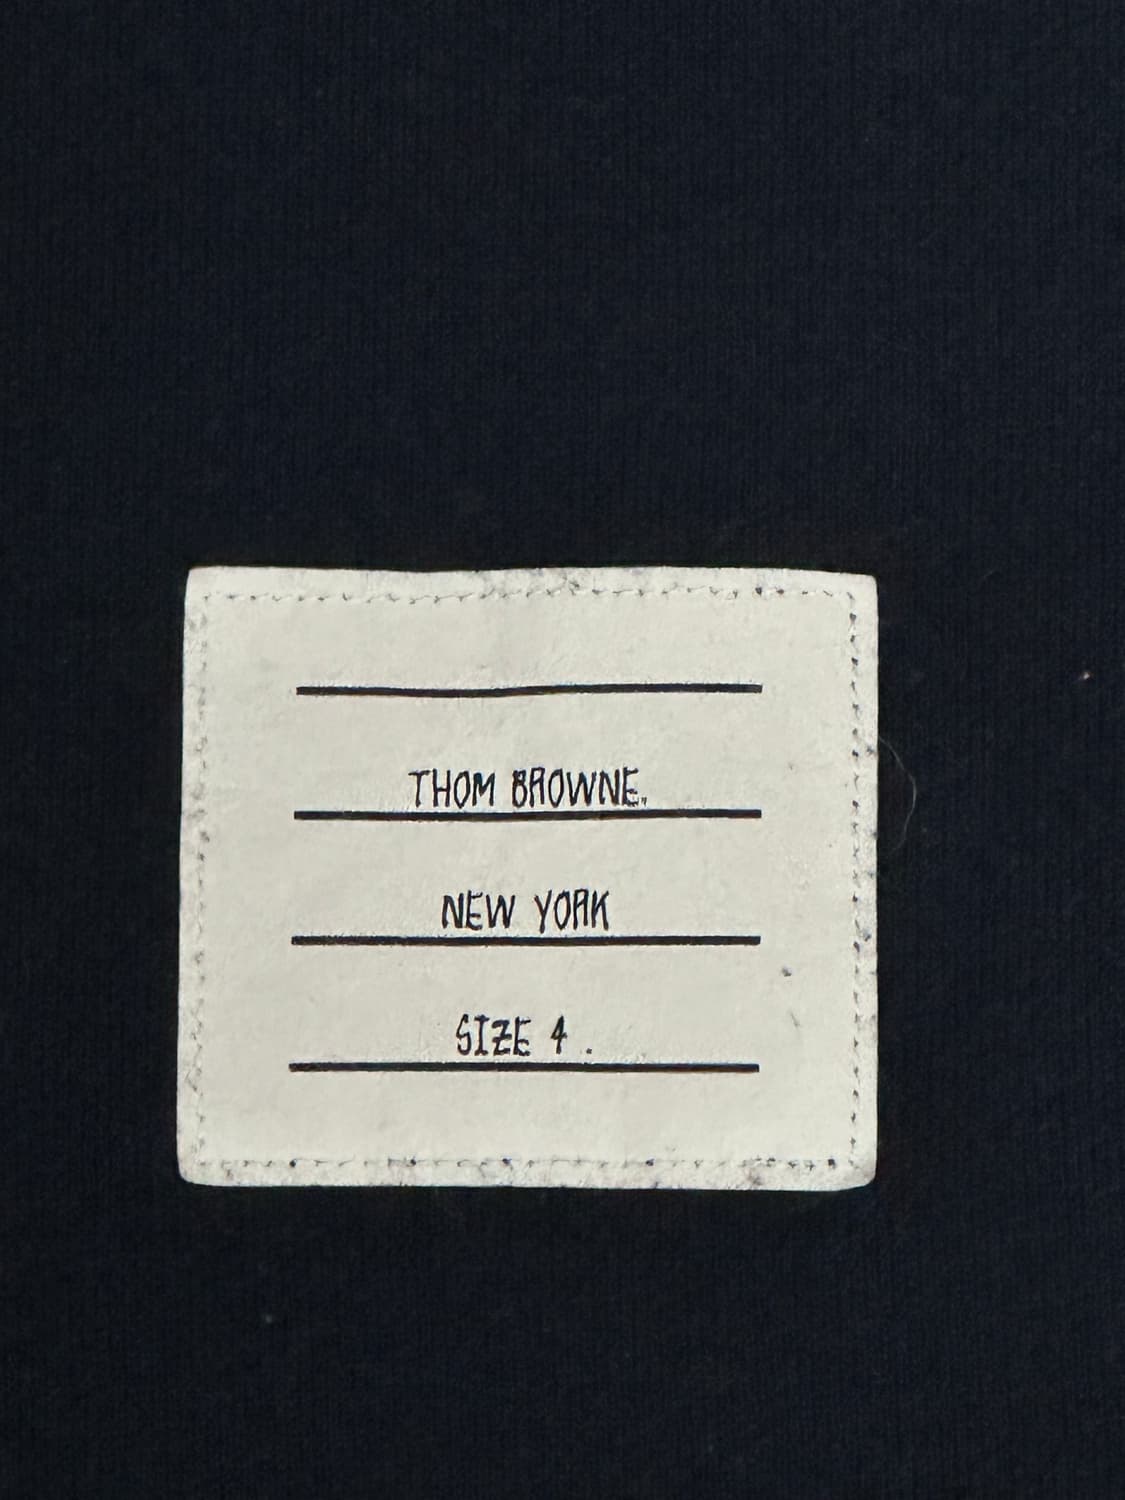 THOM BROWNE.
NEW YORK
SIZE 4 .